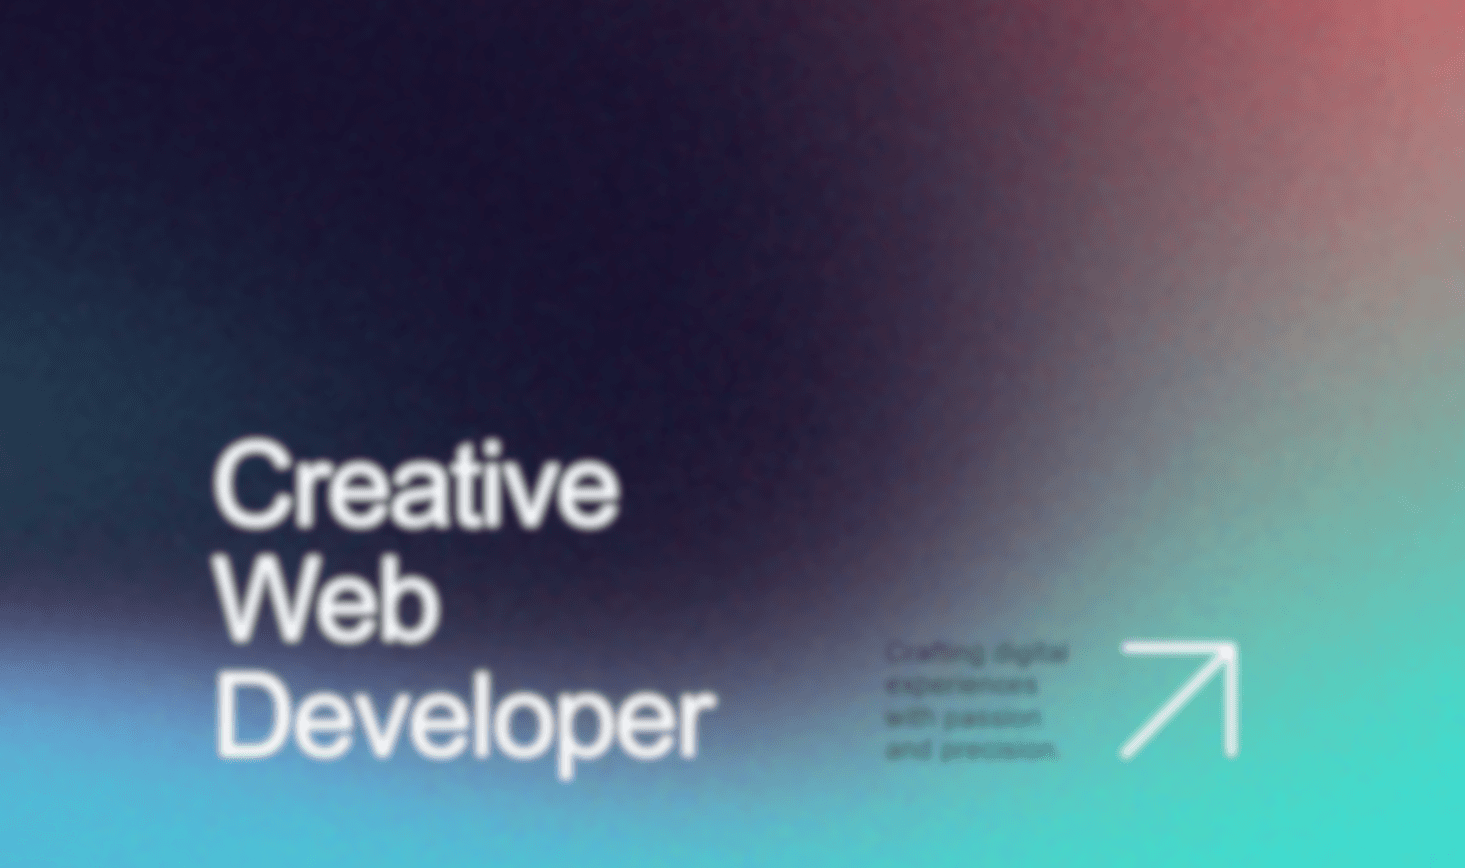 Creative
Web
Developer
Crafting digital
experiences
with passion
and precision.